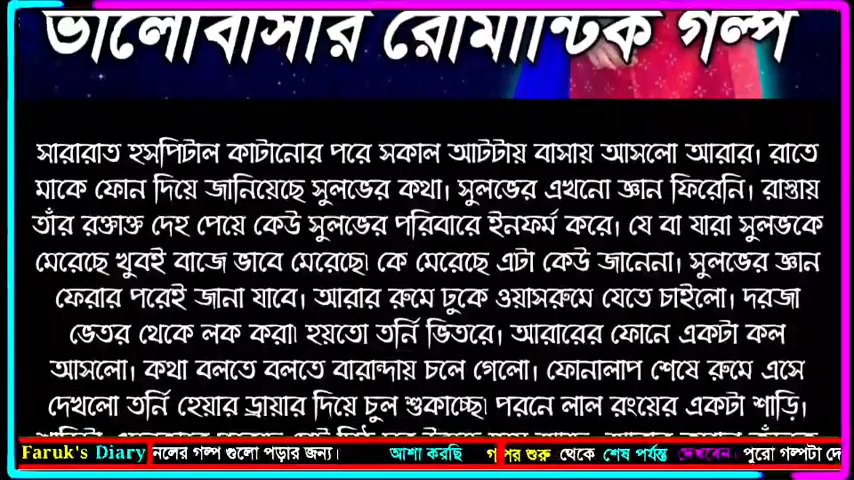 ভালোবাসার রোমান্টিক গল্প
সারারাত হসপিটাল কাটানোর পরে সকাল আটটায় বাসায় আসলো আরার। রাতে
মাকে ফোন দিয়ে জানিয়েছে সুলভের কথা। সুলভের এখনো জ্ঞান ফিরেনি। রাস্তায়
তাঁর রক্তাক্ত দেহ পেয়ে কেউ সুলভের পরিবারে ইনফর্ম করে। যে বা যারা সুলভকে
মেরেছে খুবই বাজে ভাবে মেরেছে৷ কে মেরেছে এটা কেউ জানেনা। সুলভের জ্ঞান
ফেরার পরেই জানা যাবে। আরার রুমে ঢুকে ওয়াসরুমে যেতে চাইলো। দরজা
ভেতর থেকে লক করা৷ হয়তো তর্নি ভিতরে। আরারের ফোনে একটা কল
আসলো। কথা বলতে বলতে বারান্দায় চলে গেলো। ফোনালাপ শেষে রুমে এসে
দেখলো তর্নি হেয়ার ড্রায়ার দিয়ে চুল শুকাচ্ছে৷ পরনে লাল রংয়ের একটা শাড়ি।
Faruk's Diary নলের গল্প গুলো পড়ার জন্য। আশা করছি গল্পের শুরু থেকে শেষ পর্যন্ত দেখবেন। পুরো গল্পটা